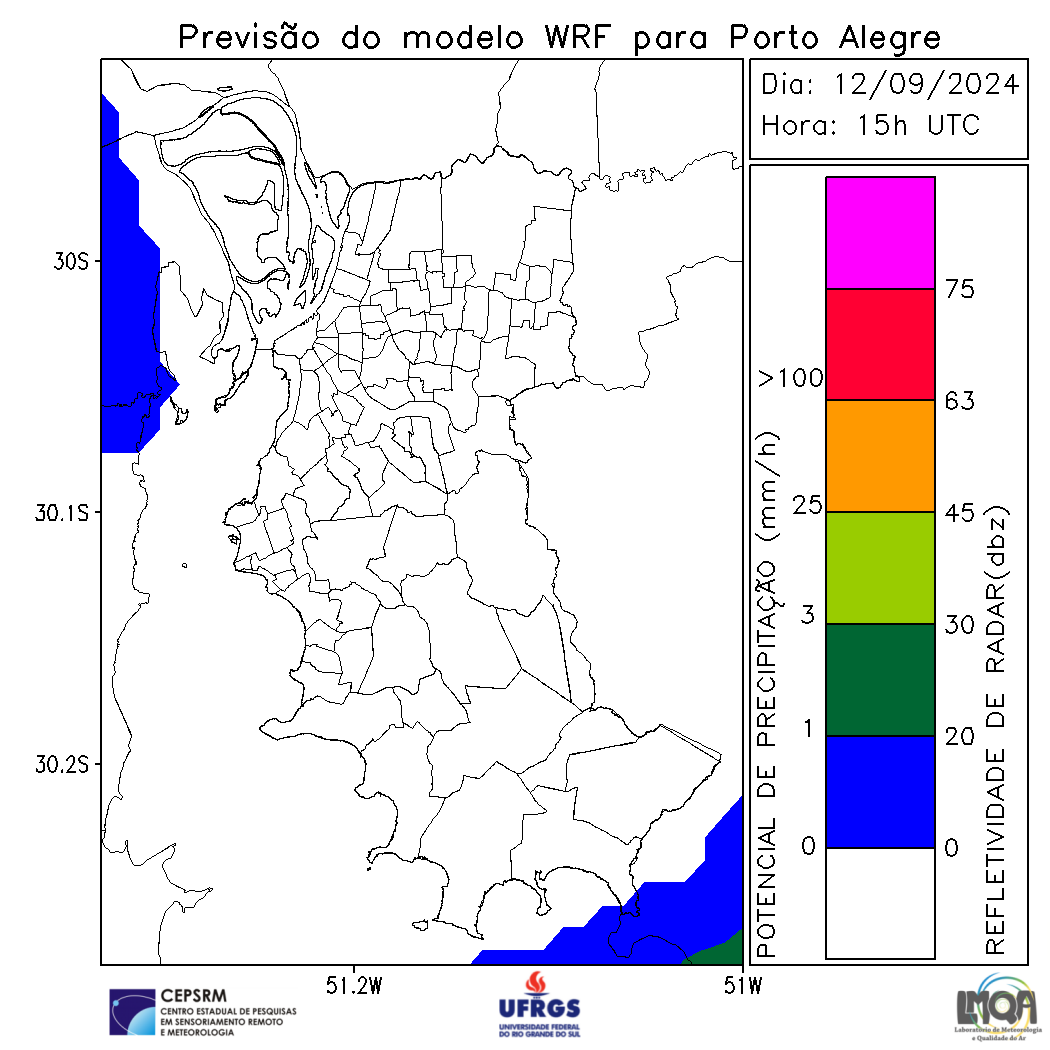 Previsão do modelo WRF para Porto Alegre
Dia: 12/09/2024
Hora: 15h UTC
30S
30.1S
30.2S
51.2W
51W
POTENCIAL DE PRECIPITAÇÃO (mm/h)
>100
25
3
1
0
75
63
45
30
20
0
REFLETIVIDADE DE RADAR(dbz)
CEPSRM
CENTRO ESTADUAL DE PESQUISAS
EM SENSORIAMENTO REMOTO
E METEOROLOGIA
UFRGS
UNIVERSIDADE FEDERAL
DO RIO GRANDE DO SUL
LMQA
Laboratório de Meteorologia
e Qualidade do Ar